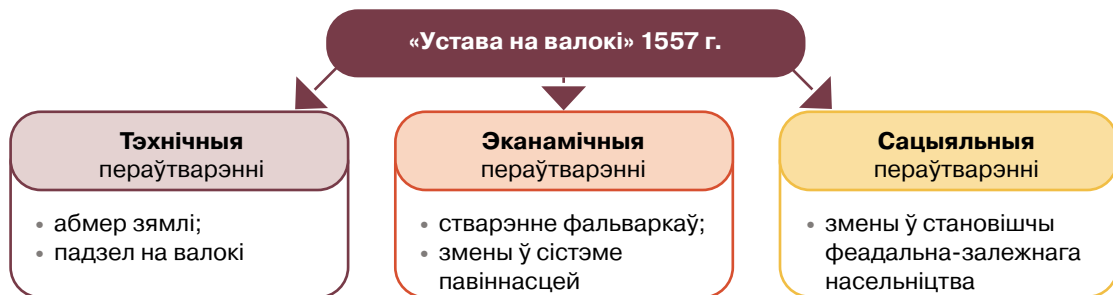 «Устава на валокі» 1557 г.
Тэхнічныя
пераўтварэнні
• абмер зямлі;
• падзел на валокі
Эканамічныя
пераўтварэнні
• стварэнне фальваркаў;
• змены ў сістэме
павіннасцей
Сацыяльныя
пераўтварэнні
• змены ў становішчы
феадальна-залежнага
насельніцтва